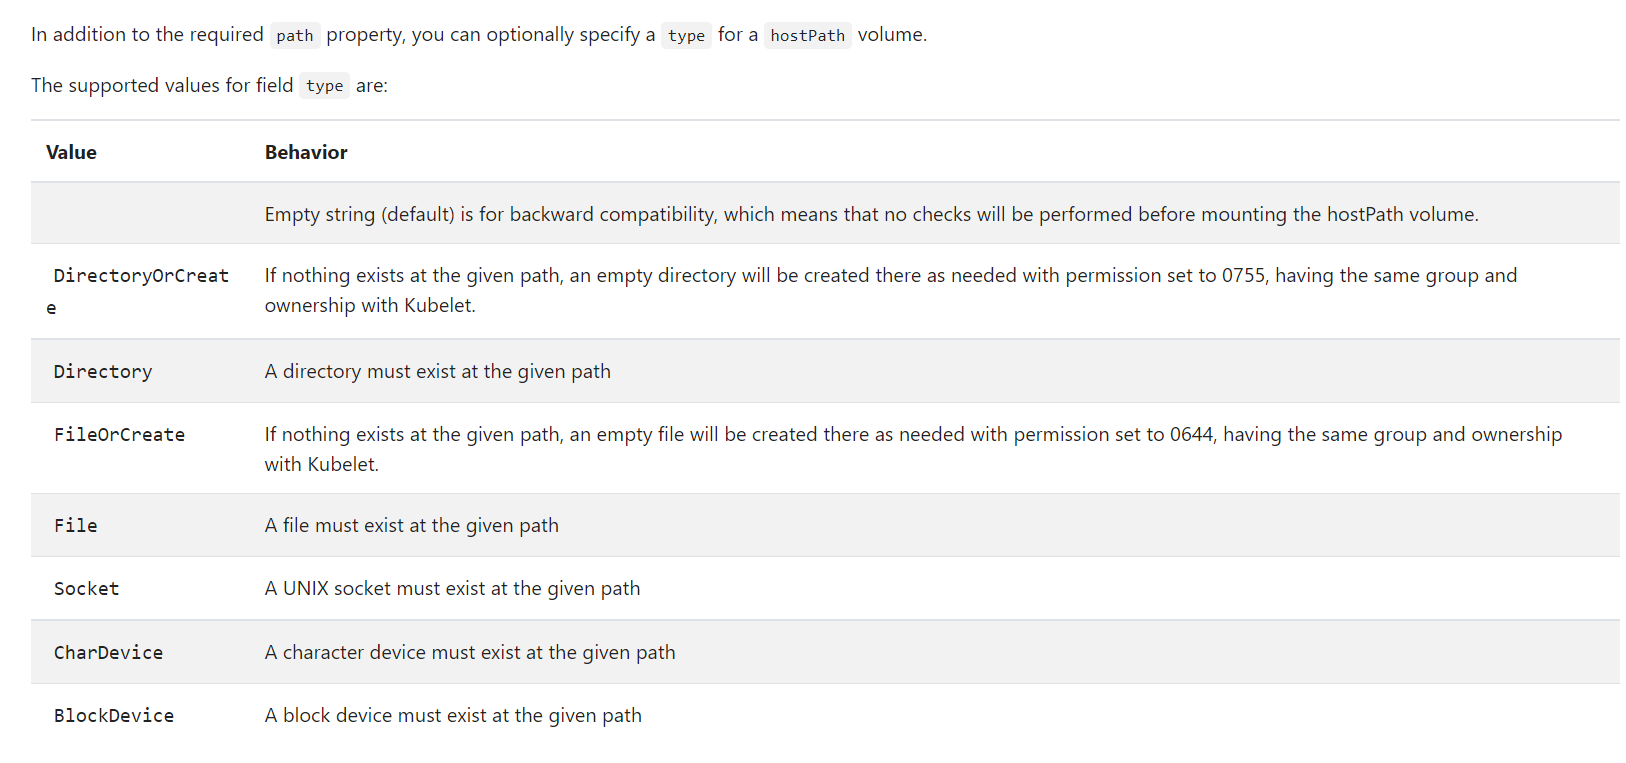 In addition to the required path property, you can optionally specify a type for a hostPath volume.
The supported values for field type are:
Value Behavior
Empty string (default) is for backward compatibility, which means that no checks will be performed before mounting the hostPath volume.
DirectoryOrCreat If nothing exists at the given path, an empty directory will be created there as needed with permission set to 0755, having the same group and
e ownership with Kubelet.
Directory A directory must exist at the given path
FileOrCreate If nothing exists at the given path, an empty file will be created there as needed with permission set to 0644, having the same group and ownership
with Kubelet.
File A file must exist at the given path
Socket A UNIX socket must exist at the given path
CharDevice A character device must exist at the given path
BlockDevice A block device must exist at the given path